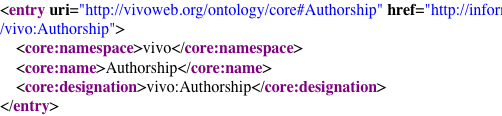 <entry uri="http://vivoweb.org/ontology/core#Authorship" href="http://infor
/vivo:Authorship">
<core:namespace>vivo</core:namespace>
<core:name>Authorship</core:name>
<core:designation>vivo:Authorship</core:designation>
</entry>